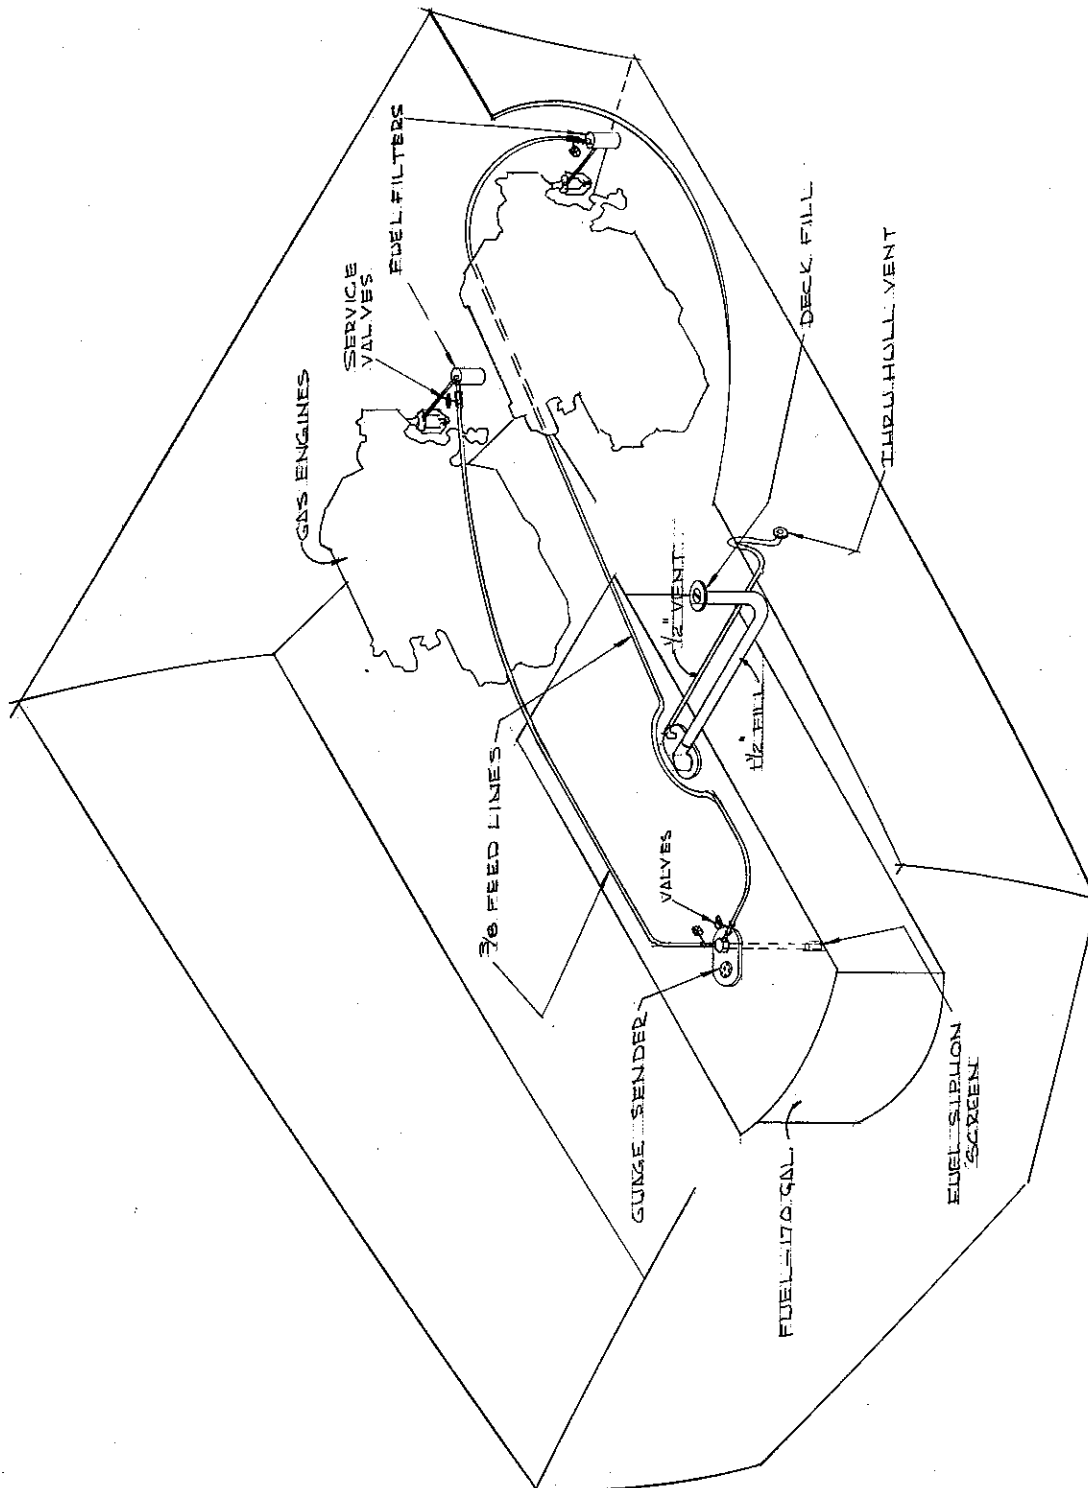 GAS ENGINES
SERVICE
VALVES
FUEL FILTERS
3/8 FEED LINES
1/2" VENT
1 1/2" FILL
DECK FILL
THRU HULL VENT
VALVES
GUAGE SENDER
FUEL-170 GAL
FUEL SIPHON
SCREEN